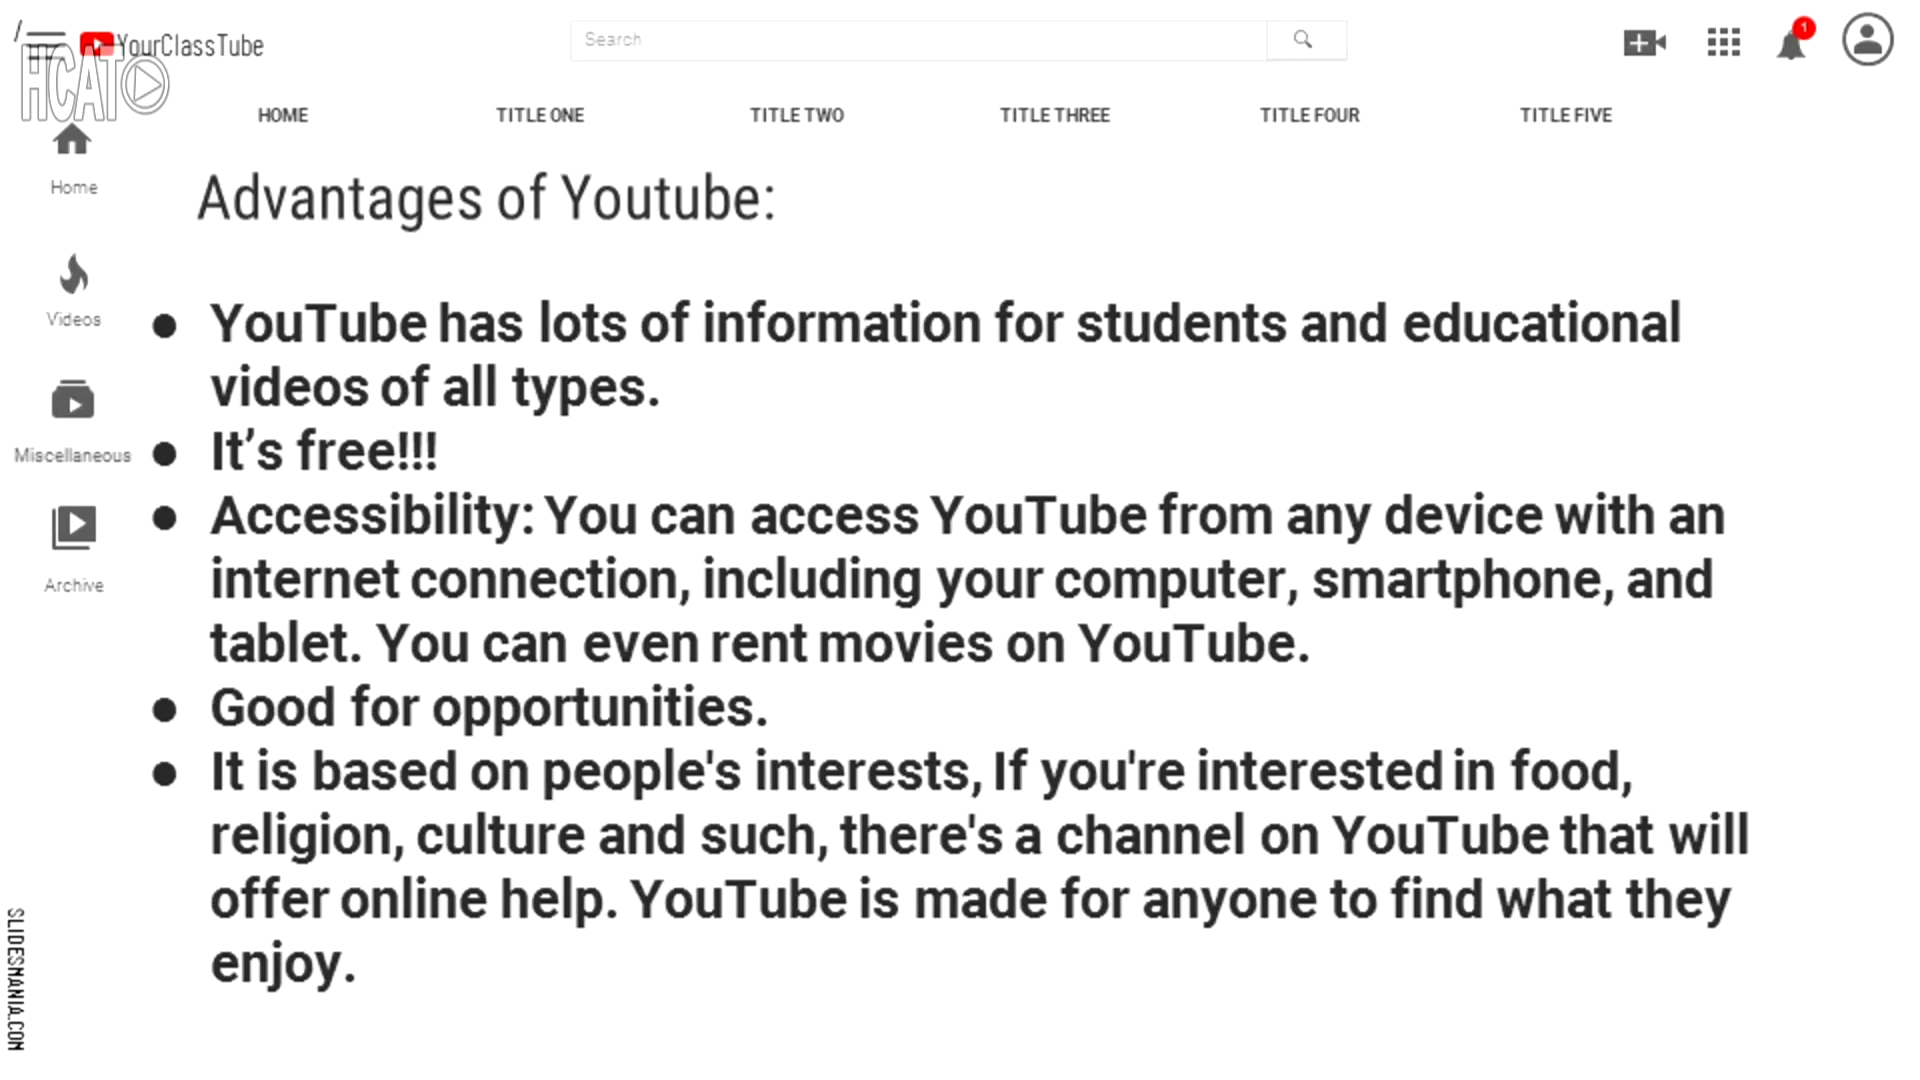 YourClassTube
Search
1
HCAT
HOME TITLE ONE TITLE TWO TITLE THREE TITLE FOUR TITLE FIVE
Home
Videos
Miscellaneous
Archive
Advantages of Youtube:
● YouTube has lots of information for students and educational
videos of all types.
● It’s free!!!
● Accessibility: You can access YouTube from any device with an
internet connection, including your computer, smartphone, and
tablet. You can even rent movies on YouTube.
● Good for opportunities.
● It is based on people's interests, If you're interested in food,
religion, culture and such, there's a channel on YouTube that will
offer online help. YouTube is made for anyone to find what they
enjoy.
SLIDESMANIA.COM